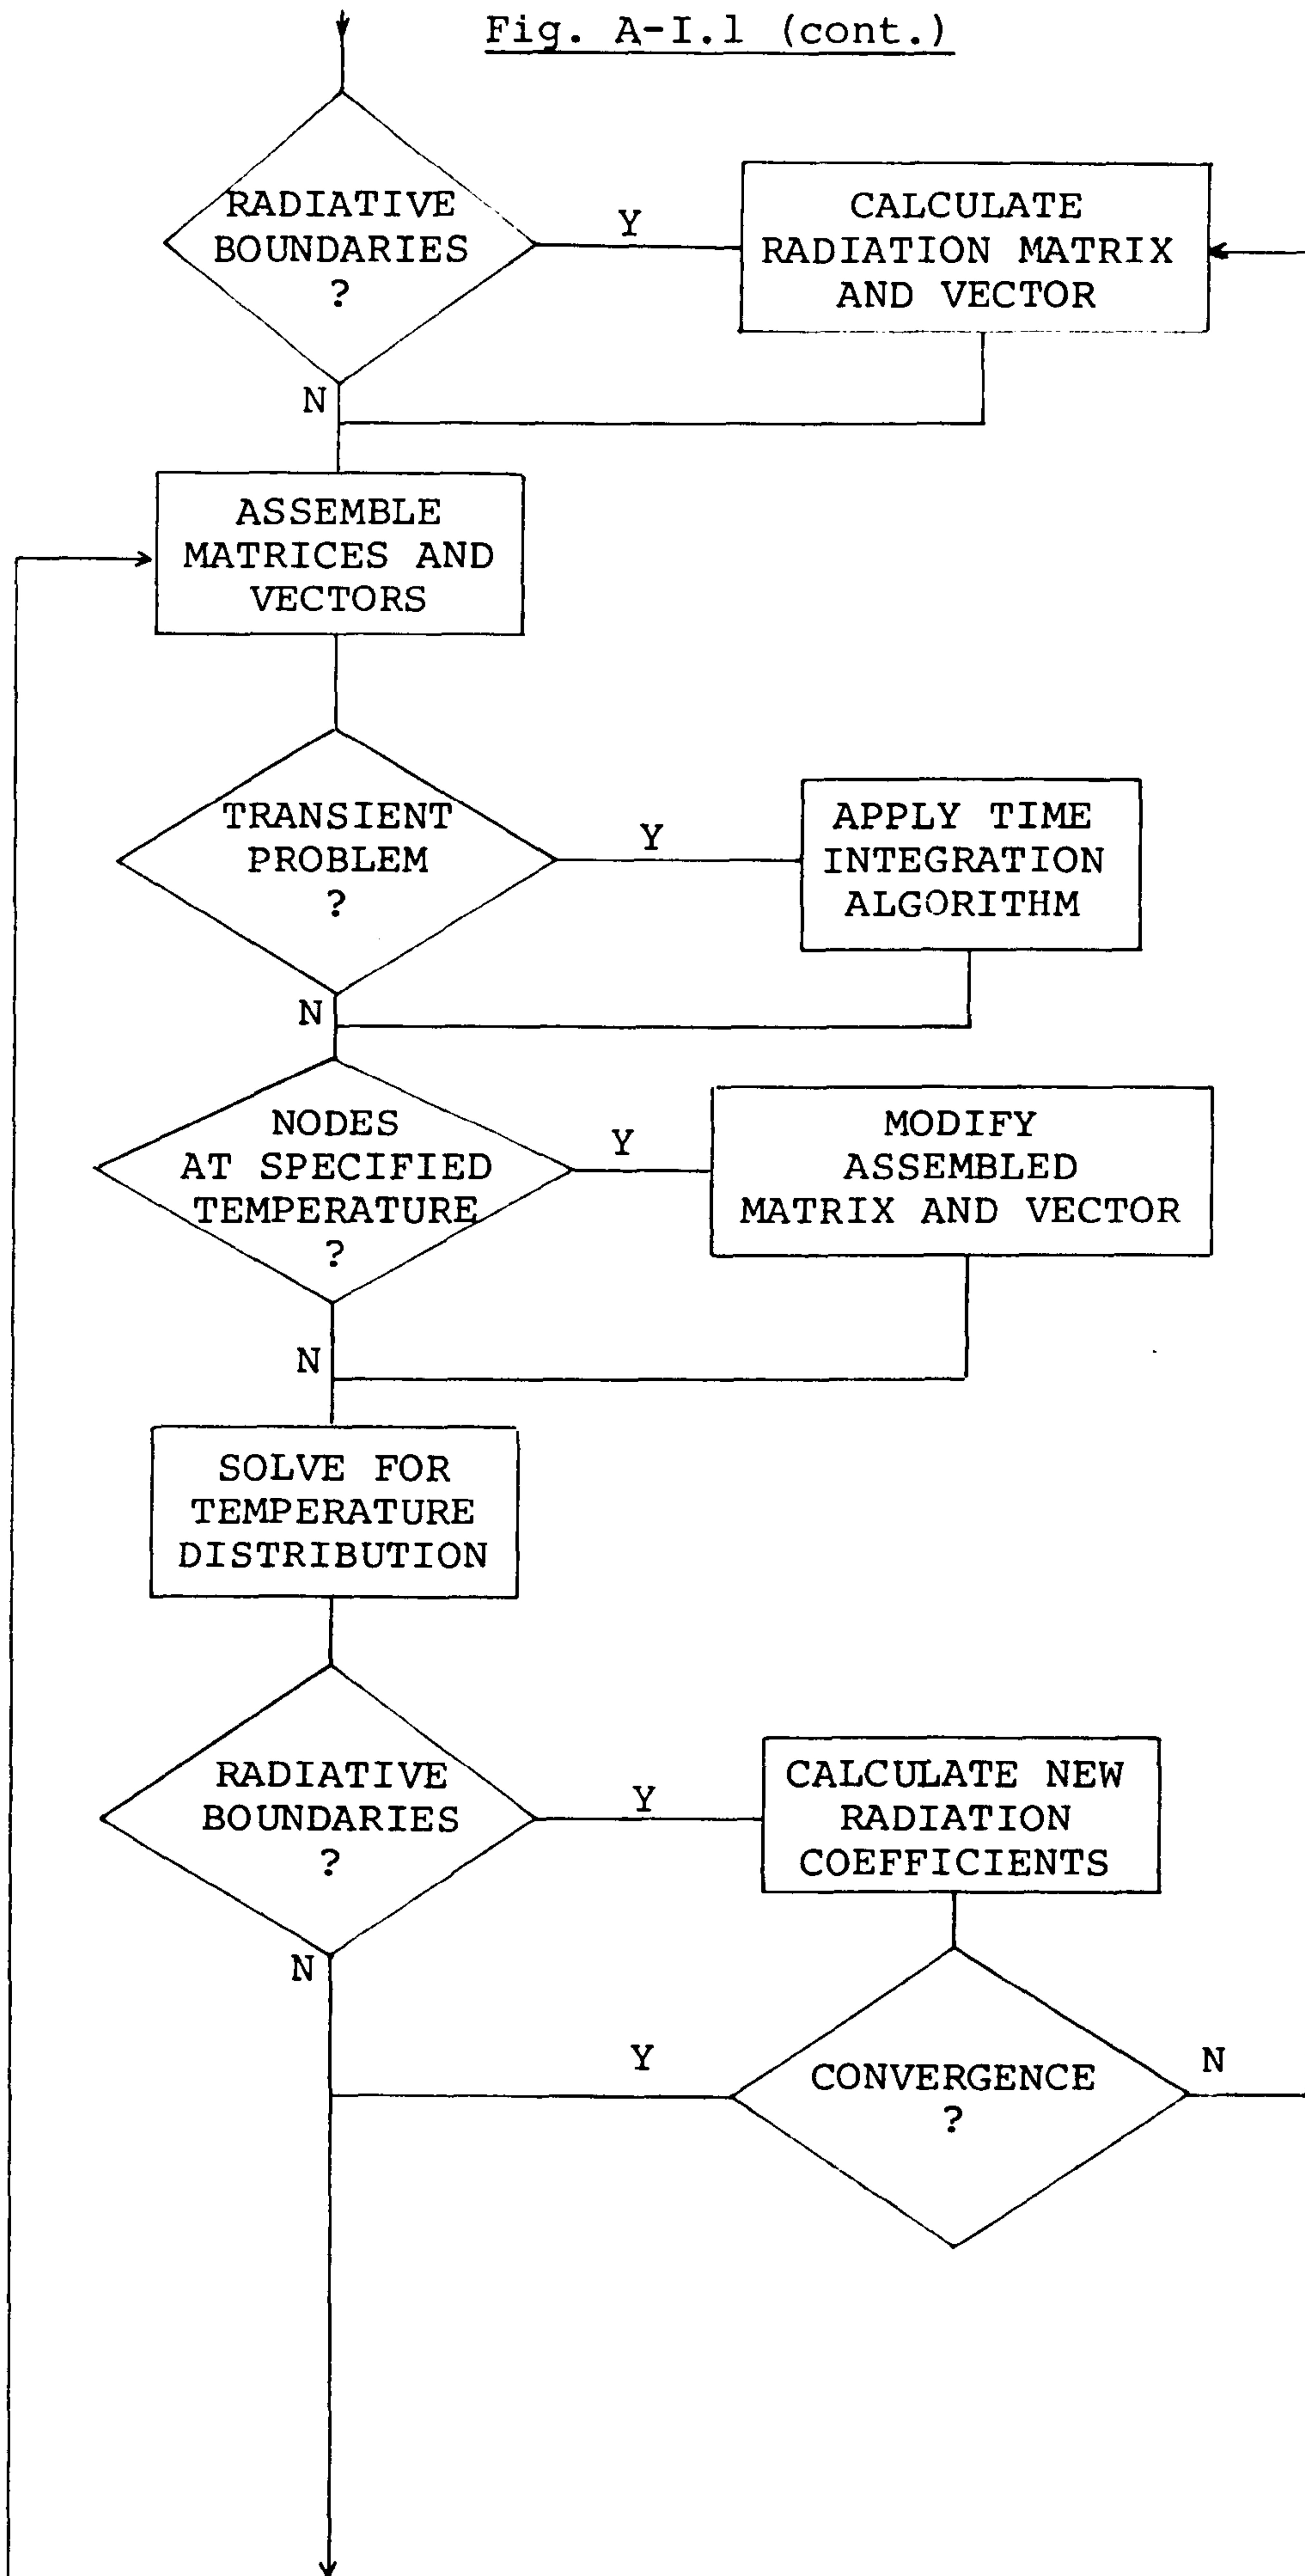 Fig. A-I.1 (cont.)
RADIATIVE
BOUNDARIES
?
Y
CALCULATE
RADIATION MATRIX
AND VECTOR
N
ASSEMBLE
MATRICES AND
VECTORS
TRANSIENT
PROBLEM
?
Y
APPLY TIME
INTEGRATION
ALGORITHM
N
NODES
AT SPECIFIED
TEMPERATURE
?
Y
MODIFY
ASSEMBLED
MATRIX AND VECTOR
N
SOLVE FOR
TEMPERATURE
DISTRIBUTION
RADIATIVE
BOUNDARIES
?
Y
CALCULATE NEW
RADIATION
COEFFICIENTS
N
Y
CONVERGENCE
?
N